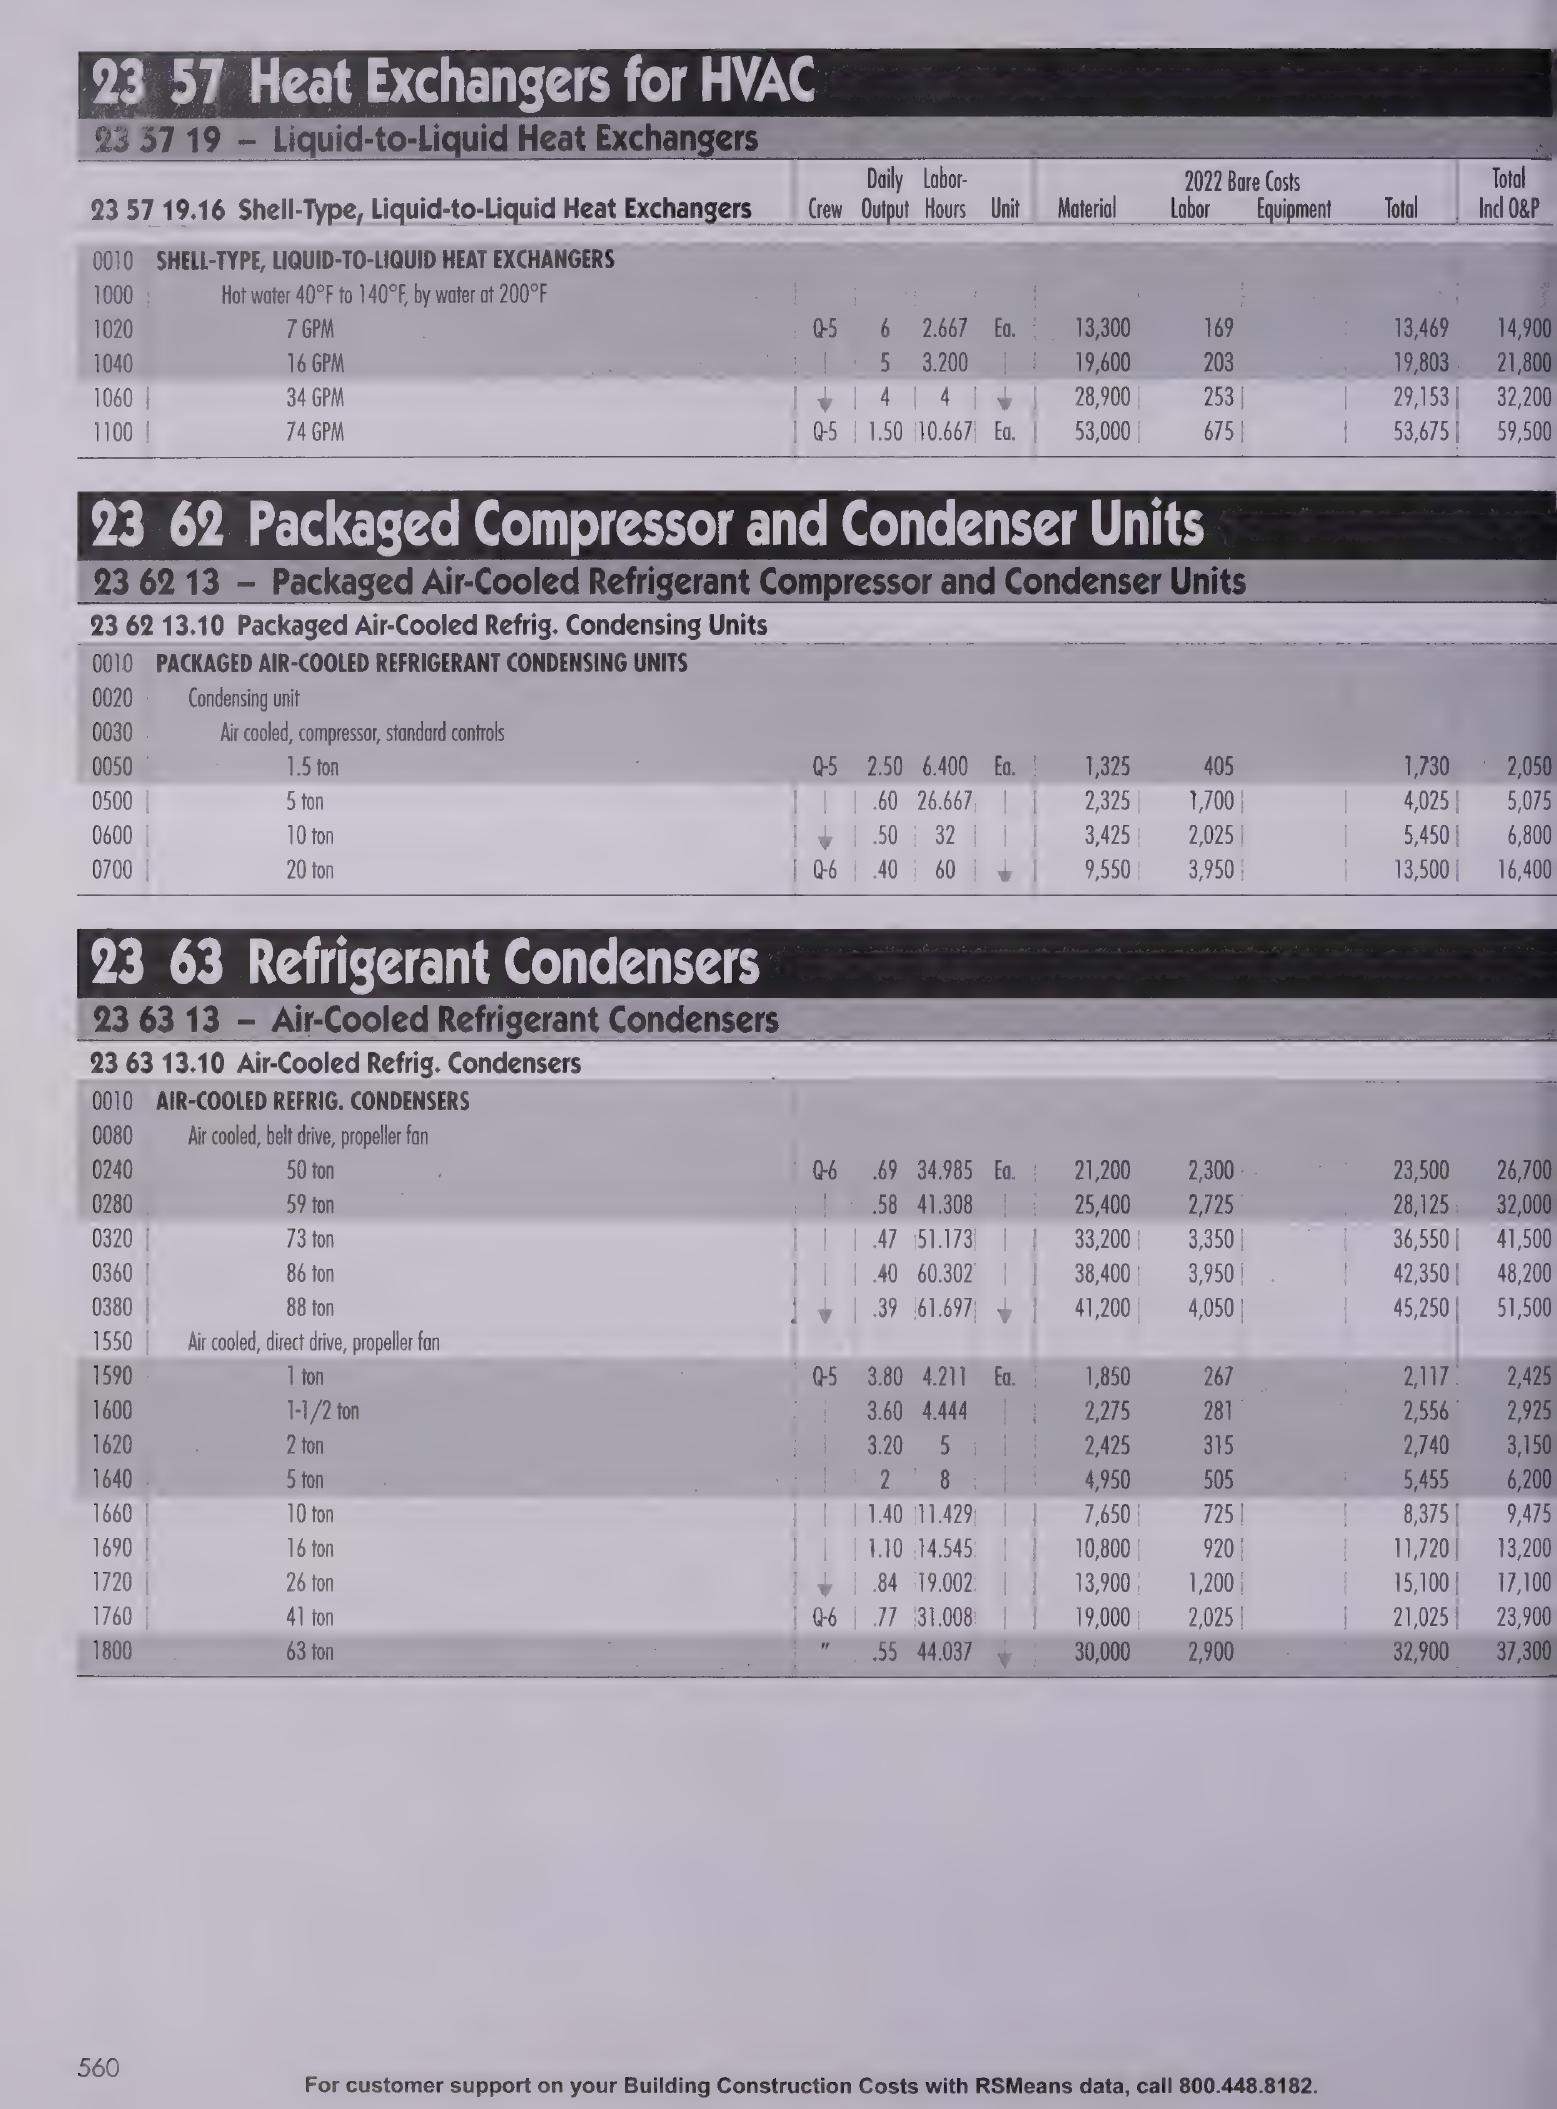 23 57 Heat Exchangers for HVAC
23 57 19 – Liquid-to-Liquid Heat Exchangers
Daily Labor- 2022 Bare Costs Total
23 57 19.16 Shell-Type, Liquid-to-Liquid Heat Exchangers Crew Output Hours Unit Material Labor Equipment Total Incl O&P
0010 SHELL-TYPE, LIQUID-TO-LIQUID HEAT EXCHANGERS
1000 Hot water 40°F to 140°F, by water at 200°F
1020 7 GPM Q-5 6 2.667 Ea. 13,300 169 13,469 14,900
1040 16 GPM 5 3.200 19,600 203 19,803 21,800
1060 34 GPM 4 4 28,900 253 29,153 32,200
1100 74 GPM Q-5 1.50 10.667 Ea. 53,000 675 53,675 59,500
23 62 Packaged Compressor and Condenser Units
23 62 13 – Packaged Air-Cooled Refrigerant Compressor and Condenser Units
23 62 13.10 Packaged Air-Cooled Refrig. Condensing Units
0010 PACKAGED AIR-COOLED REFRIGERANT CONDENSING UNITS
0020 Condensing unit
0030 Air cooled, compressor, standard controls
0050 1.5 ton Q-5 2.50 6.400 Ea. 1,325 405 1,730 2,050
0500 5 ton .60 26.667 2,325 1,700 4,025 5,075
0600 10 ton .50 32 3,425 2,025 5,450 6,800
0700 20 ton Q-6 .40 60 9,550 3,950 13,500 16,400
23 63 Refrigerant Condensers
23 63 13 – Air-Cooled Refrigerant Condensers
23 63 13.10 Air-Cooled Refrig. Condensers
0010 AIR-COOLED REFRIG. CONDENSERS
0080 Air cooled, belt drive, propeller fan
0240 50 ton Q-6 .69 34.985 Ea. 21,200 2,300 23,500 26,700
0280 59 ton .58 41.308 25,400 2,725 28,125 32,000
0320 73 ton .47 51.173 33,200 3,350 36,550 41,500
0360 86 ton .40 60.302 38,400 3,950 42,350 48,200
0380 88 ton .39 61.697 41,200 4,050 45,250 51,500
1550 Air cooled, direct drive, propeller fan
1590 1 ton Q-5 3.80 4.211 Ea. 1,850 267 2,117 2,425
1600 1-1/2 ton 3.60 4.444 2,275 281 2,556 2,925
1620 2 ton 3.20 5 2,425 315 2,740 3,150
1640 5 ton 2 8 4,950 505 5,455 6,200
1660 10 ton 1.40 11.429 7,650 725 8,375 9,475
1690 16 ton 1.10 14.545 10,800 920 11,720 13,200
1720 26 ton .84 19.002 13,900 1,200 15,100 17,100
1760 41 ton Q-6 .77 31.008 19,000 2,025 21,025 23,900
1800 63 ton " .55 44.037 30,000 2,900 32,900 37,300
560
For customer support on your Building Construction Costs with RSMeans data, call 800.448.8182.